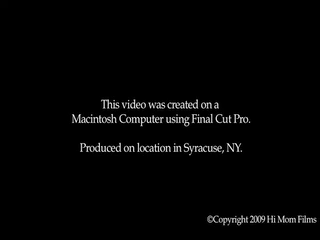 This video was created on a
Macintosh Computer using Final Cut Pro.
Produced on location in Syracuse, NY.
©Copyright 2009 Hi Mom Films